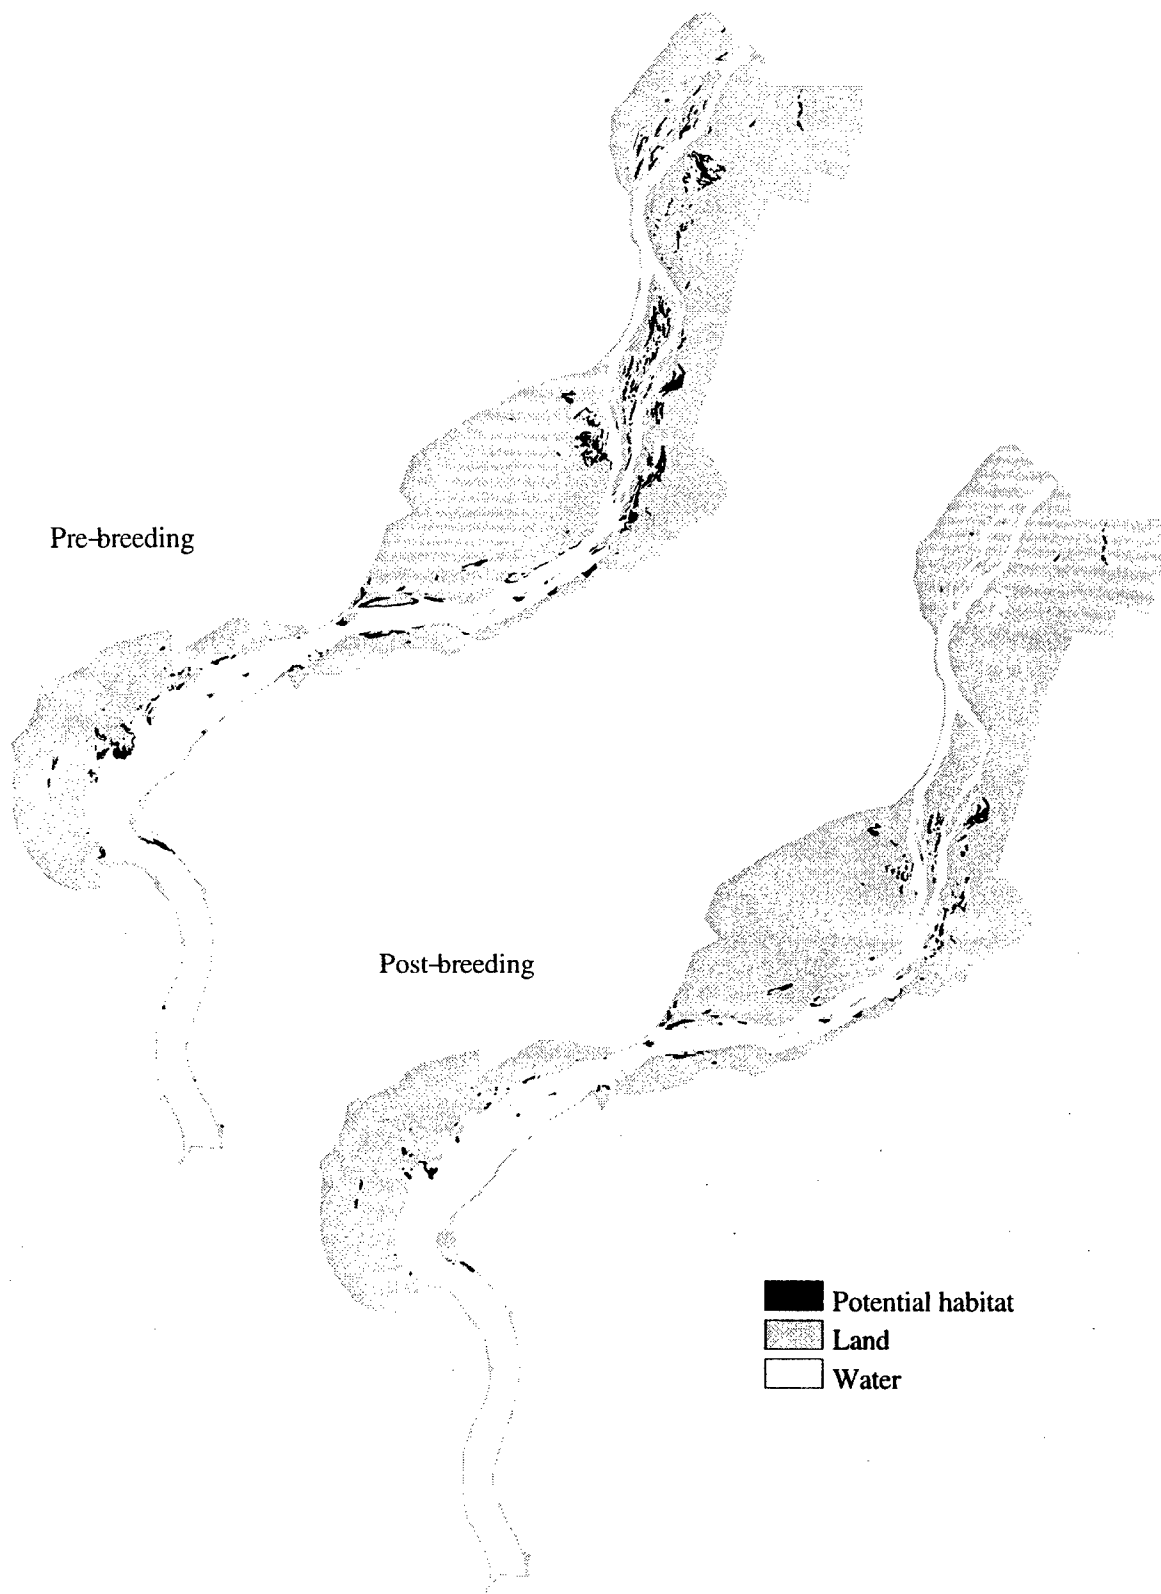 Pre-breeding
Post-breeding
Potential habitat
Land
Water